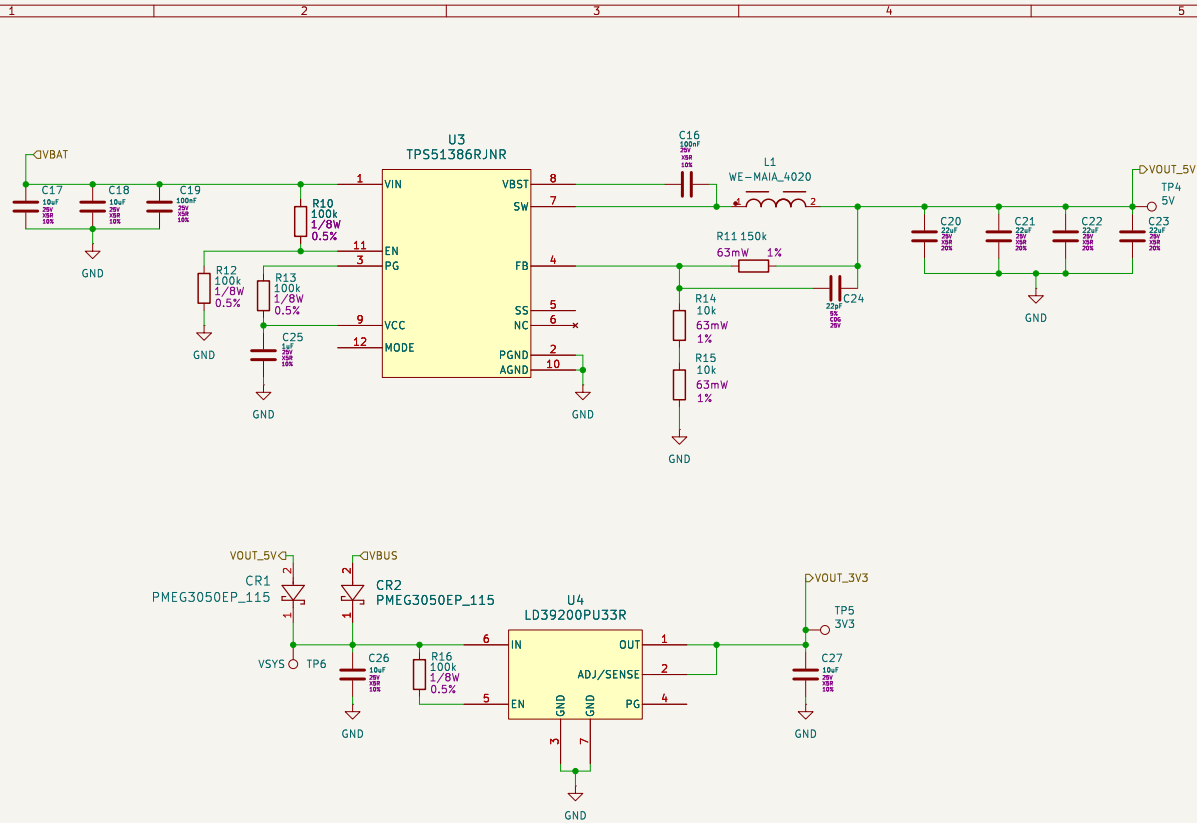 1
2
3
4
5
U3
TPS51386RJNR
VBAT
C17
10uF
25V
X5R
10%
C18
10uF
25V
X5R
10%
C19
100nF
25V
X5R
10%
R10
100k
1/8W
0.5%
R12
100k
1/8W
0.5%
R13
100k
1/8W
0.5%
C25
1uF
25V
X5R
10%
GND
GND
GND
1
VIN
11
EN
3
PG
9
VCC
12
MODE
VBST
8
SW
7
FB
4
SS
5
NC
6
PGND
2
AGND
10
GND
C16
100nF
25V
X5R
10%
L1
WE-MAIA_4020
1
2
R11 150k
63mW 1%
C24
22pF
5%
C0G
25V
R14
10k
63mW
1%
R15
10k
63mW
1%
GND
VOUT_5V
TP4
5V
C20
22uF
25V
X5R
20%
C21
22uF
25V
X5R
20%
C22
22uF
25V
X5R
20%
C23
22uF
25V
X5R
20%
GND
VOUT_5V
VBUS
2
CR1
PMEG3050EP_115
1
2
CR2
PMEG3050EP_115
1
VSYS
TP6
C26
10uF
25V
X5R
10%
GND
R16
100k
1/8W
0.5%
U4
LD39200PU33R
6
IN
5
EN
OUT
1
ADJ/SENSE
2
PG
4
GND
GND
3
7
GND
VOUT_3V3
TP5
3V3
C27
10uF
25V
X5R
10%
GND